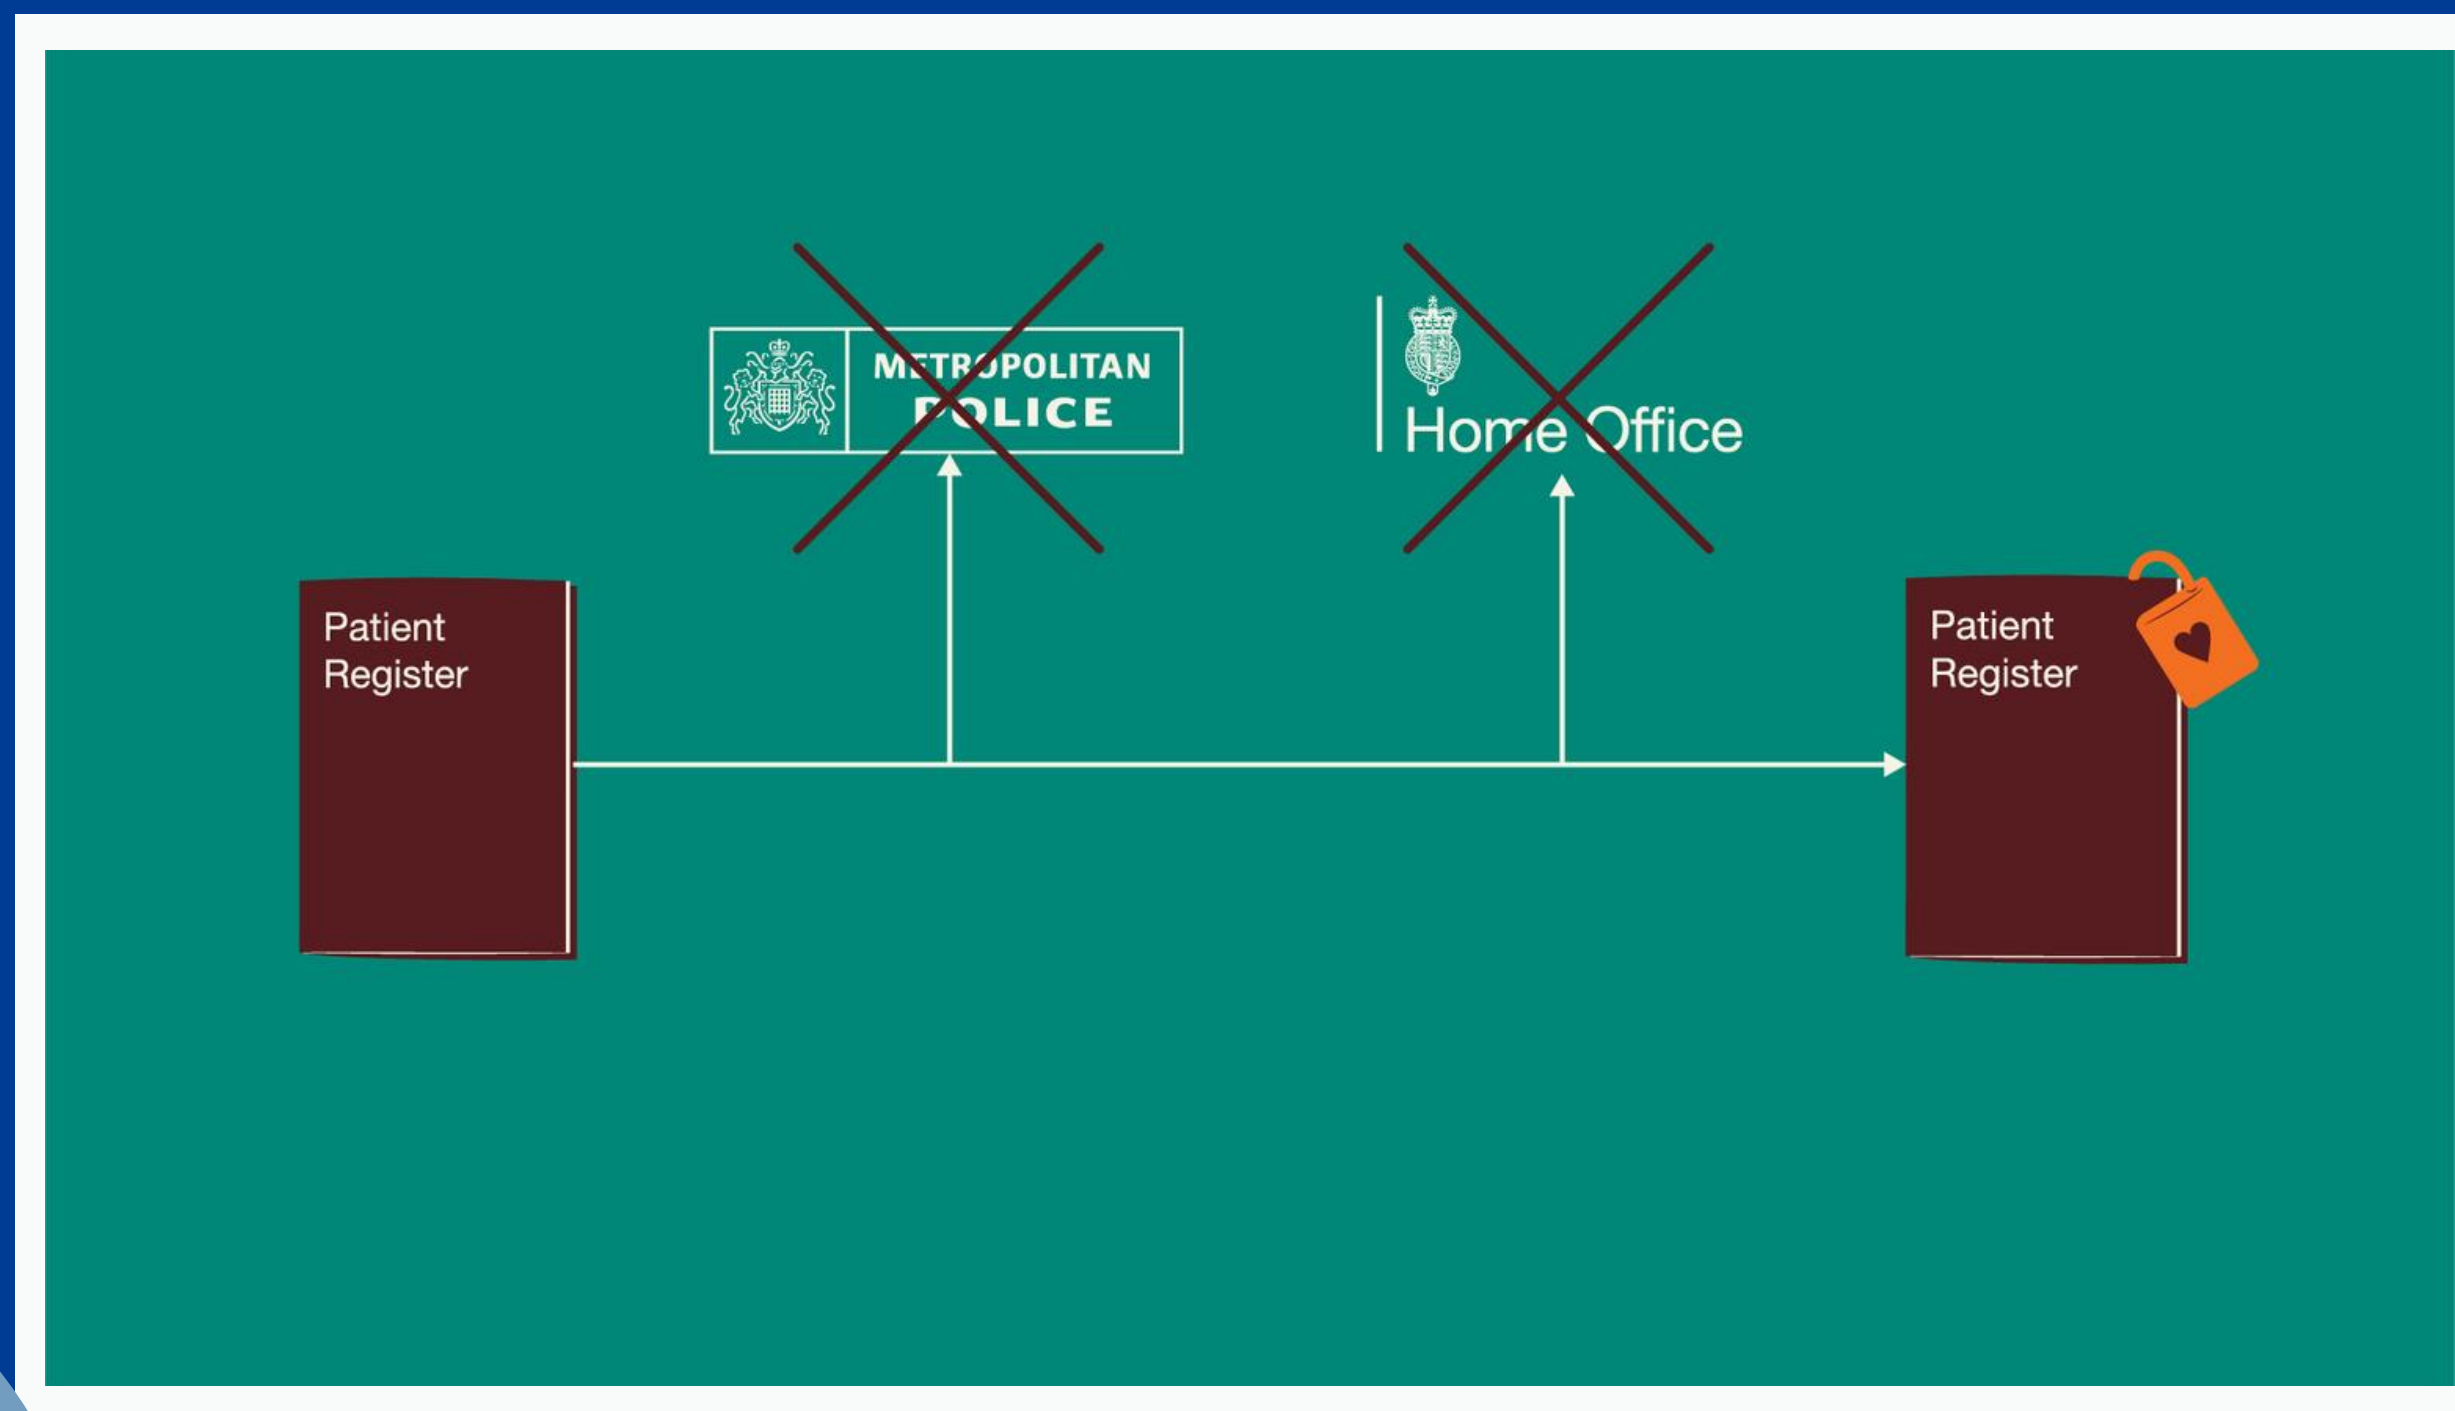 METROPOLITAN
POLICE
Home Office
Patient
Register
Patient
Register